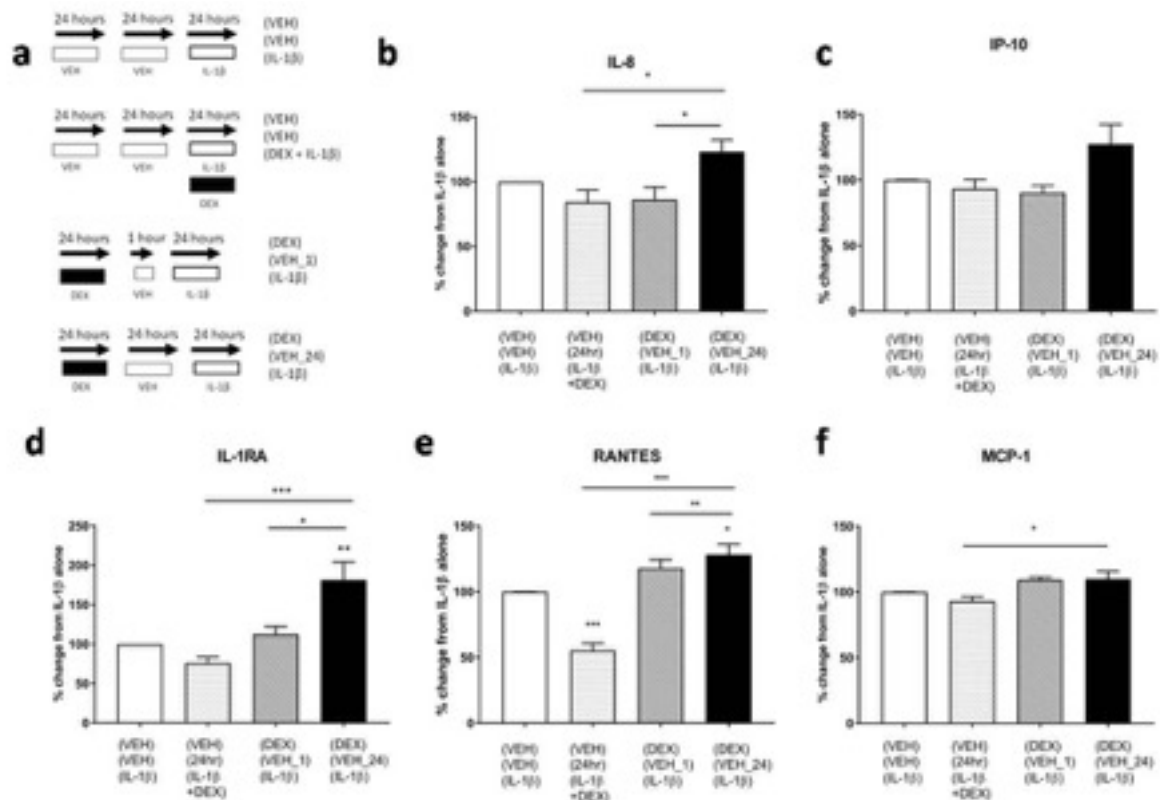 a
24 hours 24 hours 24 hours
VEH VEH IL-1β
(VEH)
(VEH)
(IL-1β)
24 hours 24 hours 24 hours
VEH VEH IL-1β
DEX
(VEH)
(VEH)
(DEX + IL-1β)
24 hours 1 hour 24 hours
DEX VEH IL-1β
(DEX)
(VEH_1)
(IL-1β)
24 hours 24 hours 24 hours
DEX VEH IL-1β
(DEX)
(VEH_24)
(IL-1β)
b
IL-8
*
*
% change from IL-1β alone
150
100
50
0
(VEH) (VEH) (DEX) (DEX)
(VEH) (24hr) (VEH_1) (VEH_24)
(IL-1β) (IL-1β (IL-1β) (IL-1β)
+DEX)
c
IP-10
% change from IL-1β alone
150
100
50
0
(VEH) (VEH) (DEX) (DEX)
(VEH) (24hr) (VEH_1) (VEH_24)
(IL-1β) (IL-1β (IL-1β) (IL-1β)
+DEX)
d
IL-1RA
***
*
**
% change from IL-1β alone
250
200
150
100
50
0
(VEH) (VEH) (DEX) (DEX)
(VEH) (24hr) (VEH_1) (VEH_24)
(IL-1β) (IL-1β (IL-1β) (IL-1β)
+DEX)
e
RANTES
***
**
*
***
% change from IL-1β alone
150
100
50
0
(VEH) (VEH) (DEX) (DEX)
(VEH) (24hr) (VEH_1) (VEH_24)
(IL-1β) (IL-1β (IL-1β) (IL-1β)
+DEX)
f
MCP-1
*
% change from IL-1β alone
150
100
50
0
(VEH) (VEH) (DEX) (DEX)
(VEH) (24hr) (VEH_1) (VEH_24)
(IL-1β) (IL-1β (IL-1β) (IL-1β)
+DEX)